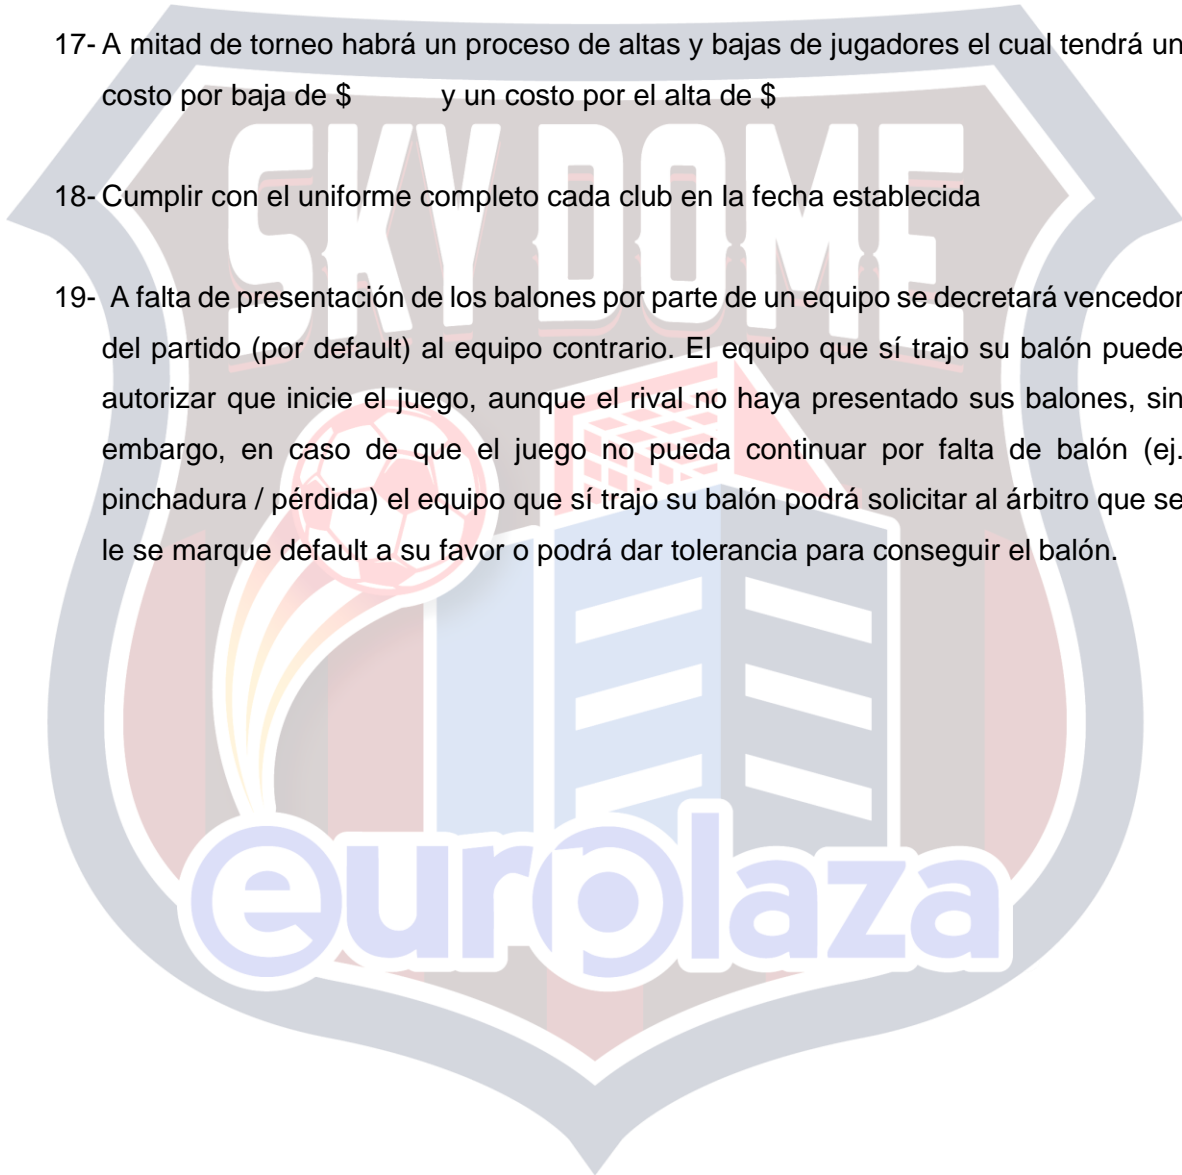 17- A mitad de torneo habrá un proceso de altas y bajas de jugadores el cual tendrá un
costo por baja de $ y un costo por el alta de $
18- Cumplir con el uniforme completo cada club en la fecha establecida
SKY DOME
19- A falta de presentación de los balones por parte de un equipo se decretará vencedor
del partido (por default) al equipo contrario. El equipo que sí trajo su balón puede
autorizar que inicie el juego, aunque el rival no haya presentado sus balones, sin
embargo, en caso de que el juego no pueda continuar por falta de balón (ej.
pinchadura / pérdida) el equipo que sí trajo su balón podrá solicitar al árbitro que se
le se marque default a su favor o podrá dar tolerancia para conseguir el balón.
europlaza